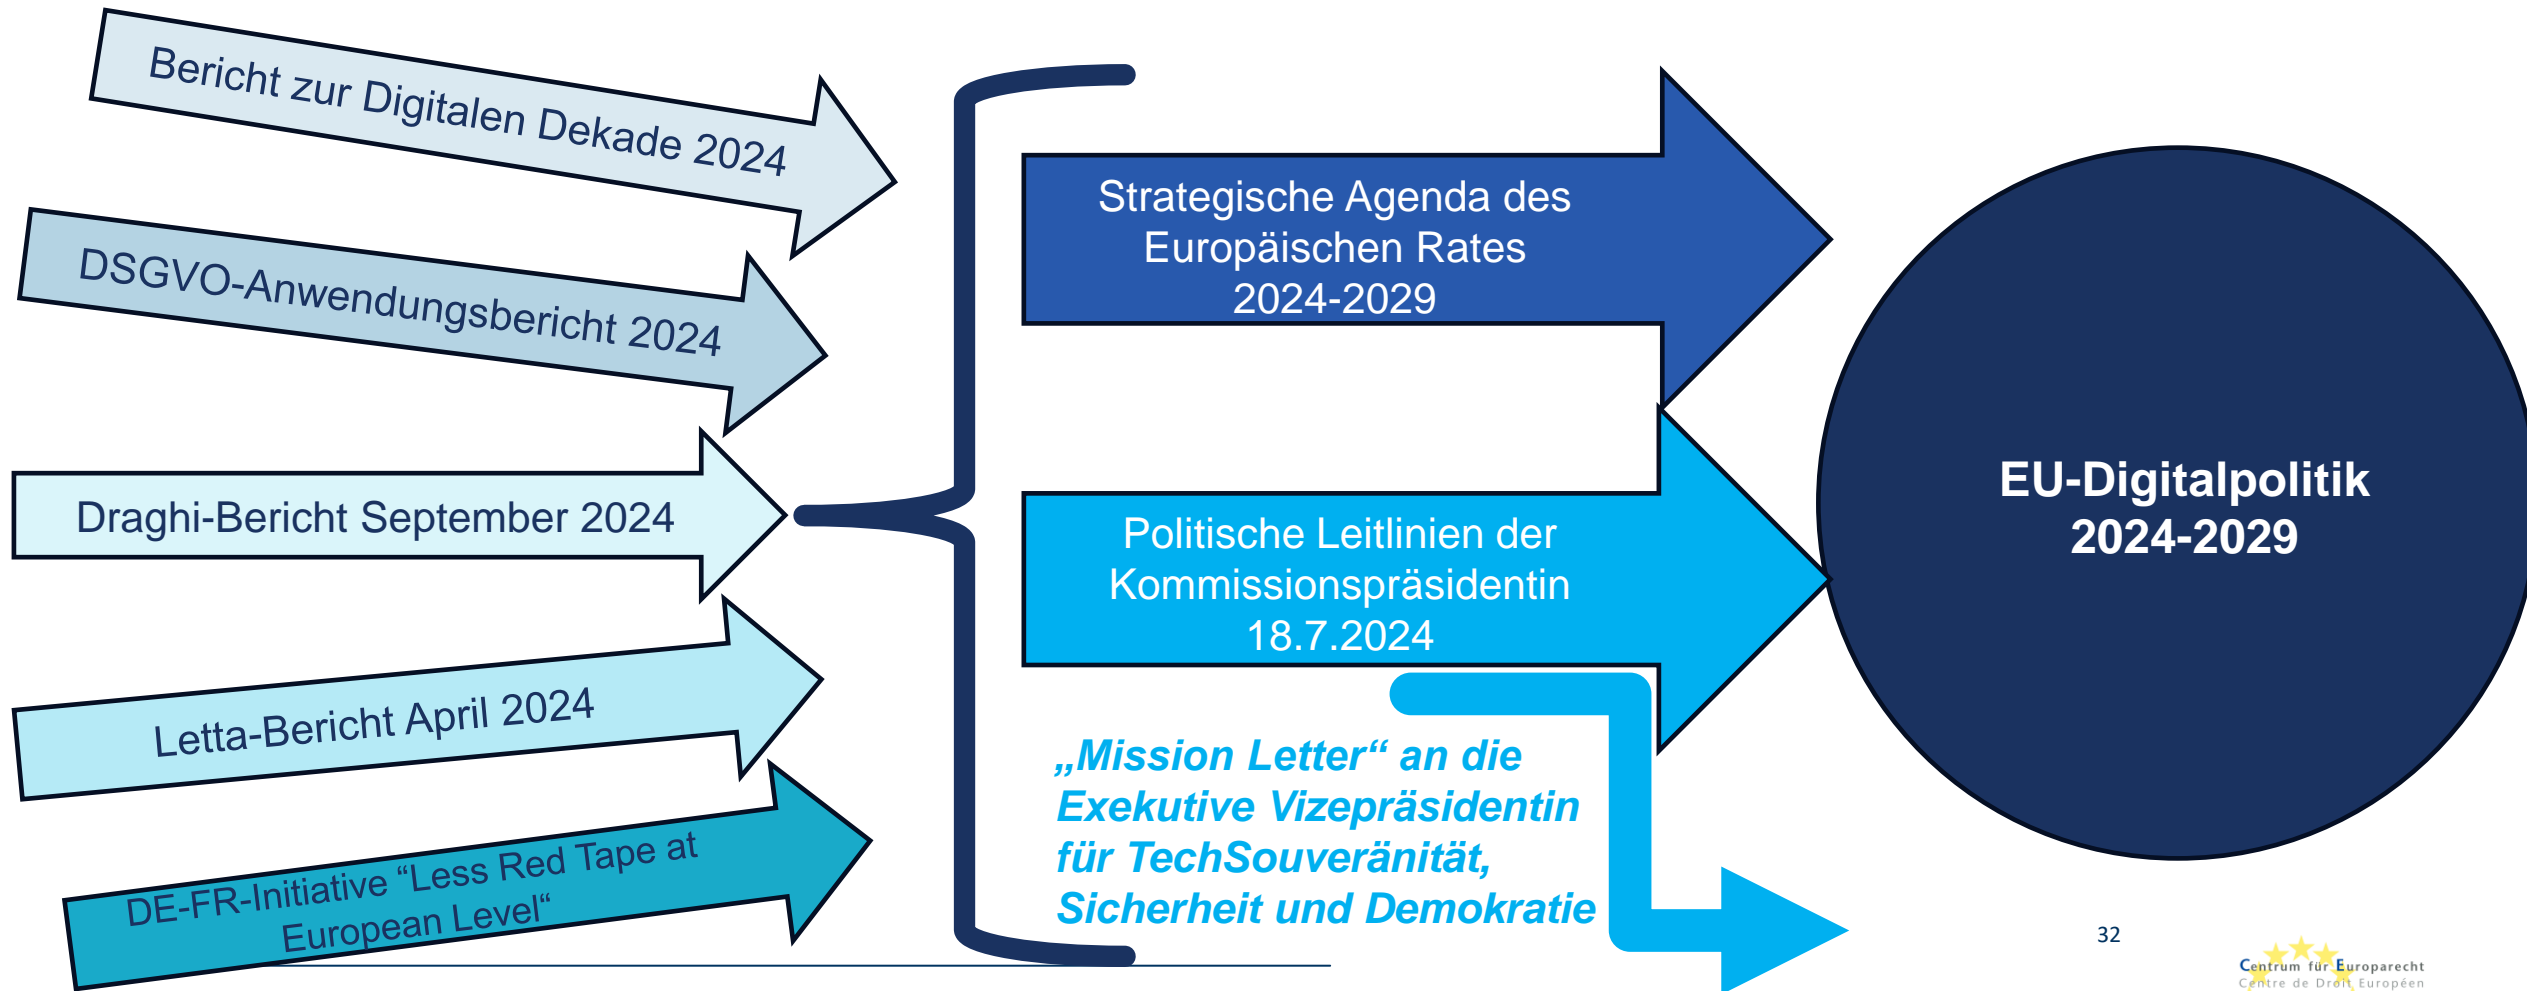 Bericht zur Digitalen Dekade 2024
DSGVO-Anwendungsbericht 2024
Draghi-Bericht September 2024
Letta-Bericht April 2024
DE-FR-Initiative “Less Red Tape at
European Level“
Strategische Agenda des
Europäischen Rates
2024-2029
Politische Leitlinien der
Kommissionspräsidentin
18.7.2024
„Mission Letter“ an die
Exekutive Vizepräsidentin
für TechSouveränität,
Sicherheit und Demokratie
EU-Digitalpolitik
2024-2029
32
Centrum für Europarecht
Centre de Droit Européen